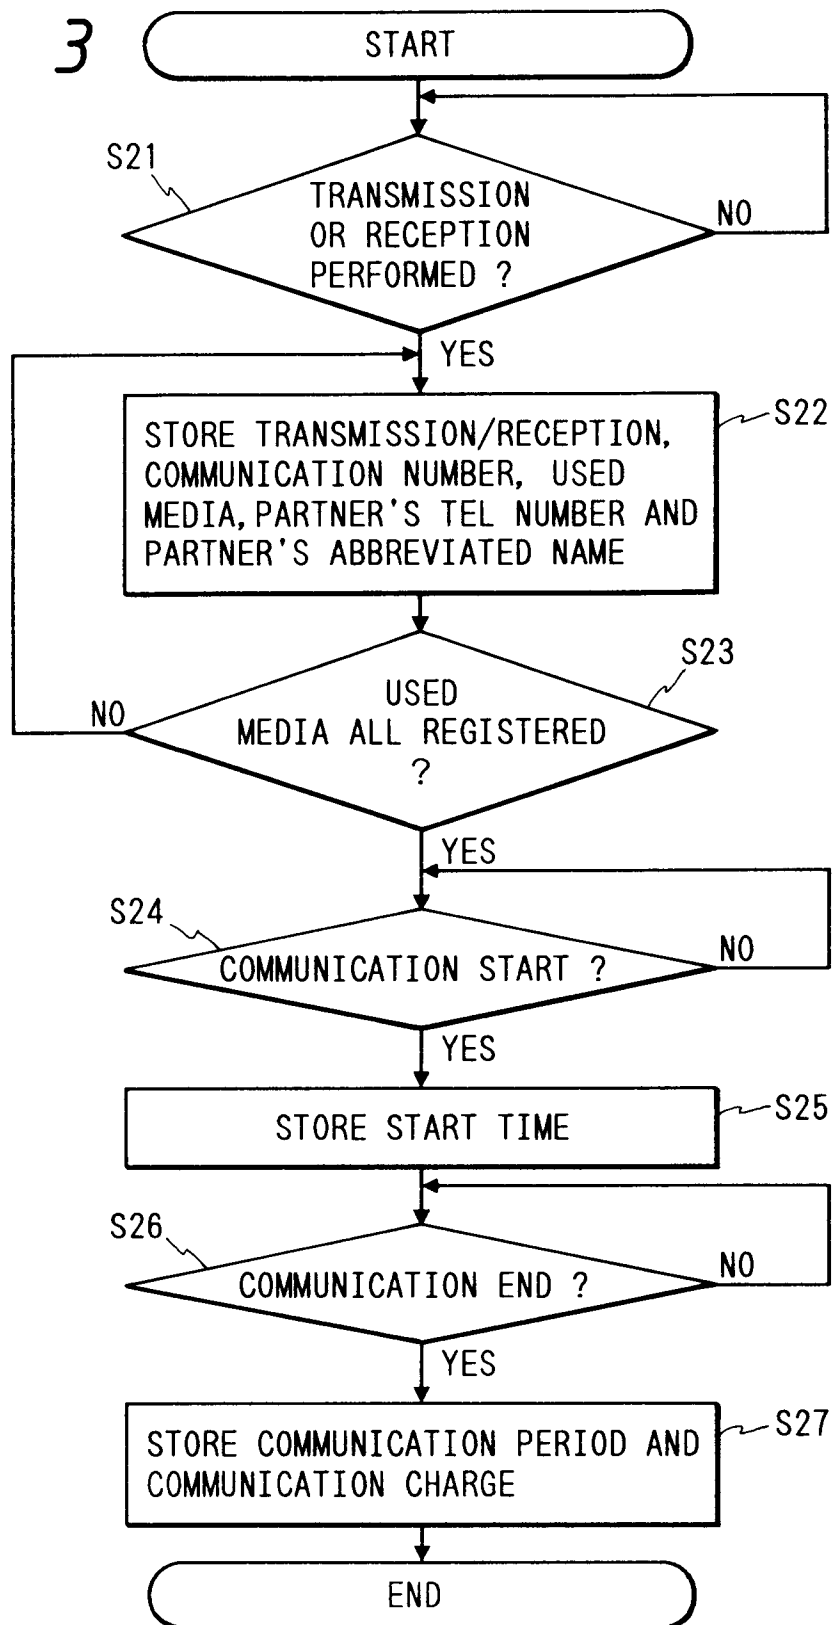 3
START
S21
TRANSMISSION
OR RECEPTION
PERFORMED ?
NO
YES
S22
STORE TRANSMISSION/RECEPTION,
COMMUNICATION NUMBER, USED
MEDIA, PARTNER'S TEL NUMBER AND
PARTNER'S ABBREVIATED NAME
S23
USED
MEDIA ALL REGISTERED
?
NO
YES
S24
COMMUNICATION START ?
NO
YES
S25
STORE START TIME
S26
COMMUNICATION END ?
NO
YES
S27
STORE COMMUNICATION PERIOD AND
COMMUNICATION CHARGE
END